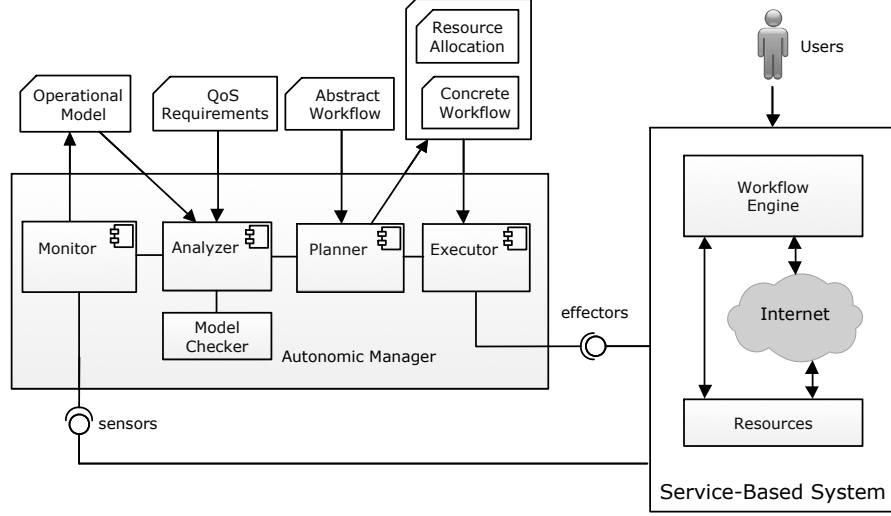 Resource
Allocation
Users
Operational
Model
QoS
Requirements
Abstract
Workflow
Concrete
Workflow
Workflow
Engine
Monitor
Analyzer
Planner
Executor
effectors
Internet
Model
Checker
Autonomic Manager
sensors
Resources
Service-Based System